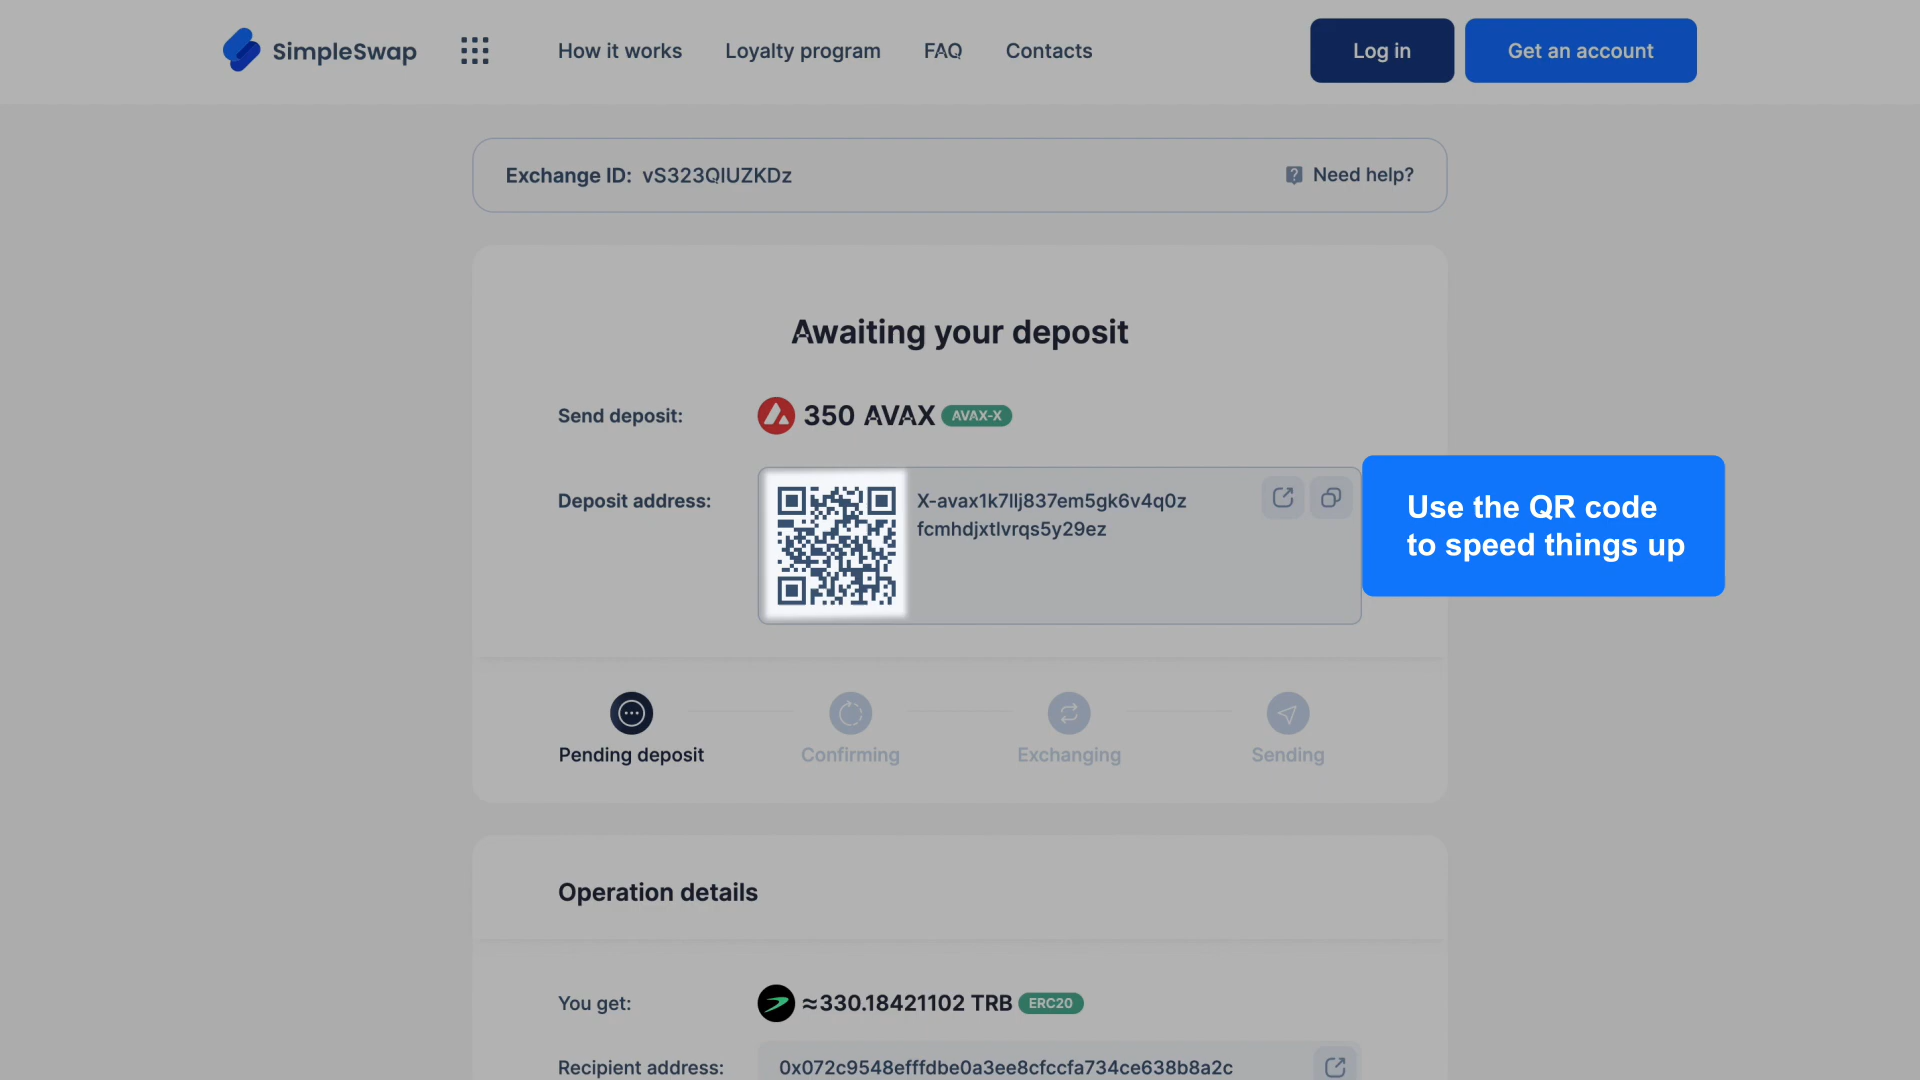 SimpleSwap
How it works
Loyalty program
FAQ
Contacts
Log in
Get an account
Exchange ID: vS323QIUZKDz
Need help?
Awaiting your deposit
Send deposit:
350 AVAX AVAX-X
Deposit address:
X-avax1k7llj837em5gk6v4q0z
fcmhdjxtlvrqs5y29ez
Use the QR code
to speed things up
Pending deposit
Confirming
Exchanging
Sending
Operation details
You get:
≈330.18421102 TRB ERC20
Recipient address:
0x072c9548efffdbe0a3ee8cfccfa734ce638b8a2c